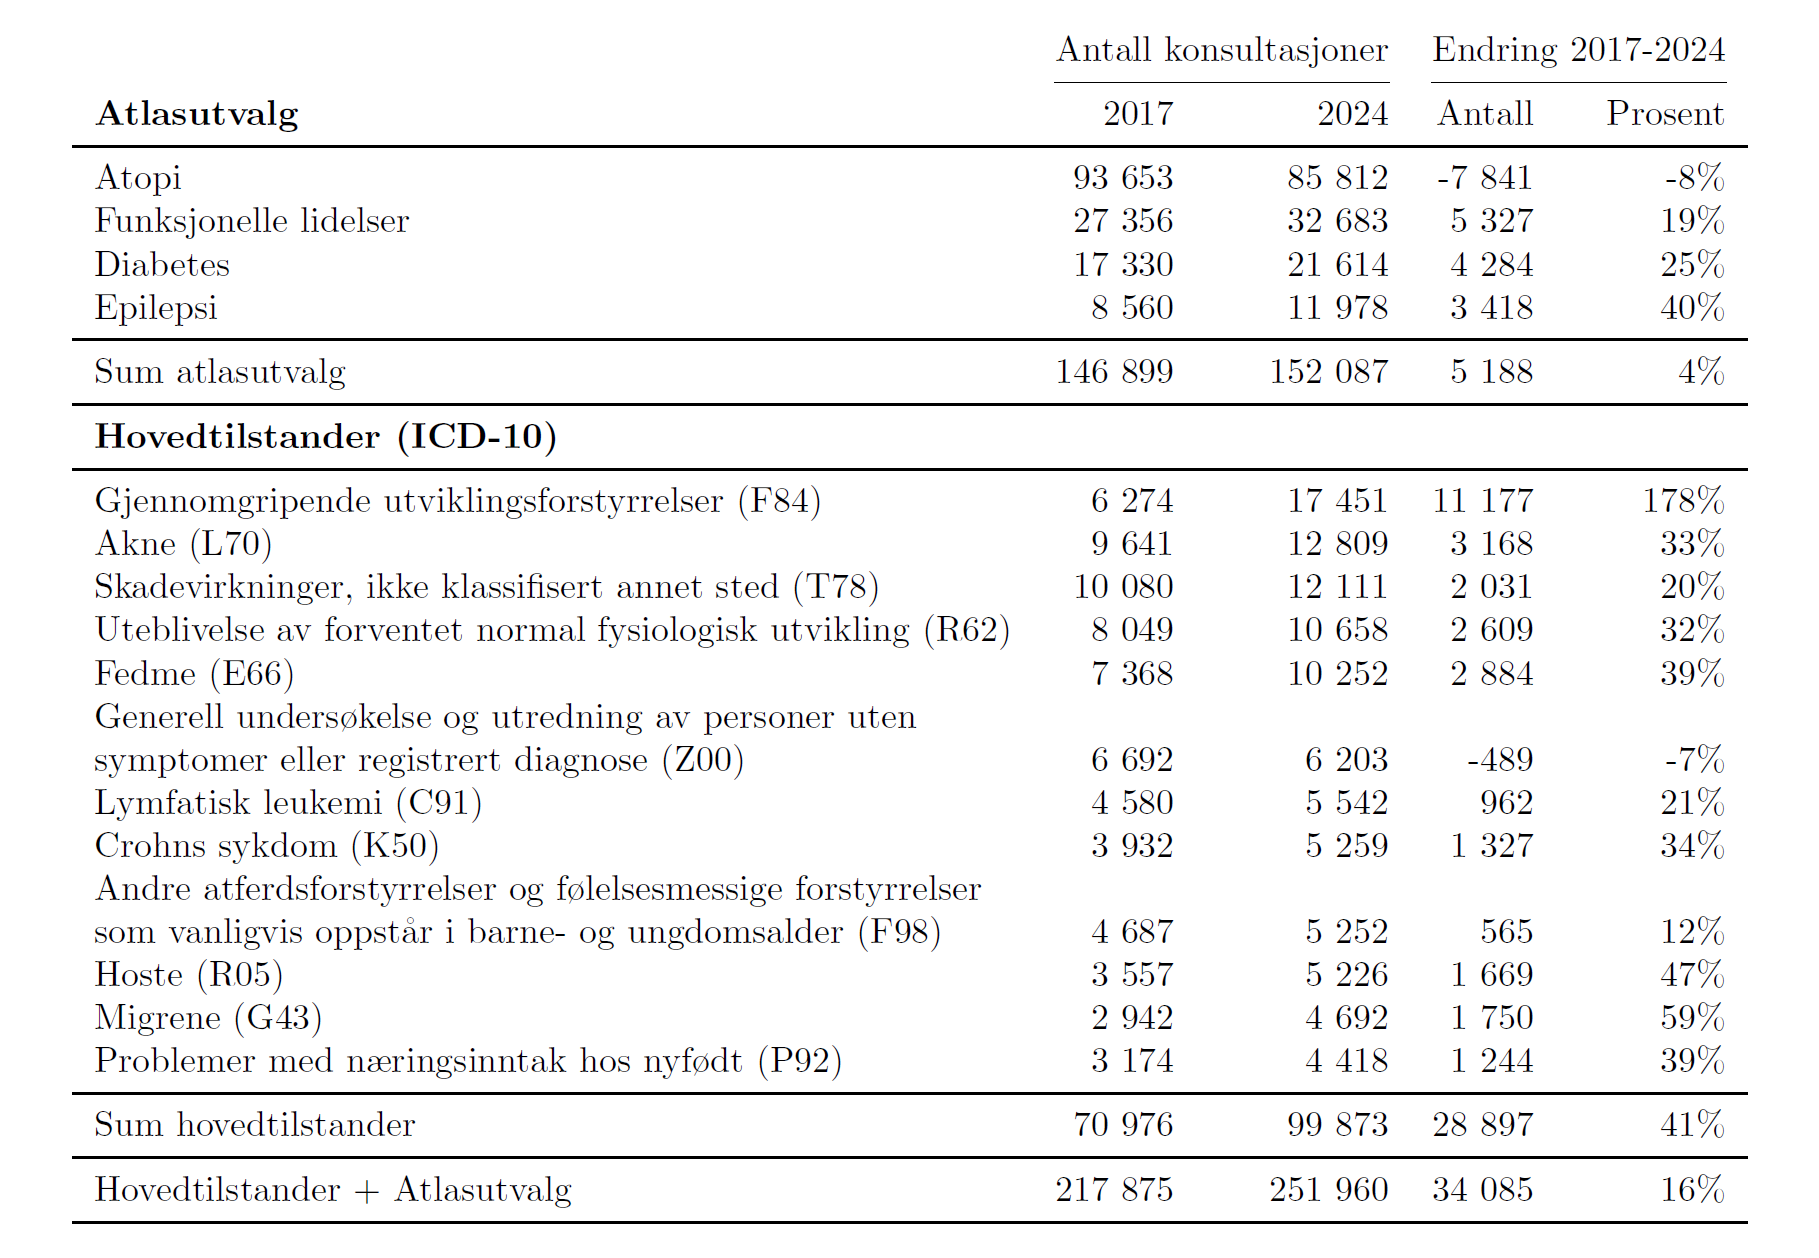 Antall konsultasjoner Endring 2017-2024
Atlasutvalg 2017 2024 Antall Prosent
Atopi 93 653 85 812 -7 841 -8%
Funksjonelle lidelser 27 356 32 683 5 327 19%
Diabetes 17 330 21 614 4 284 25%
Epilepsi 8 560 11 978 3 418 40%
Sum atlasutvalg 146 899 152 087 5 188 4%
Hovedtilstander (ICD-10)
Gjennomgripende utviklingsforstyrrelser (F84) 6 274 17 451 11 177 178%
Akne (L70) 9 641 12 809 3 168 33%
Skadevirkninger, ikke klassifisert annet sted (T78) 10 080 12 111 2 031 20%
Uteblivelse av forventet normal fysiologisk utvikling (R62) 8 049 10 658 2 609 32%
Fedme (E66) 7 368 10 252 2 884 39%
Generell undersøkelse og utredning av personer uten
symptomer eller registrert diagnose (Z00) 6 692 6 203 -489 -7%
Lymfatisk leukemi (C91) 4 580 5 542 962 21%
Crohns sykdom (K50) 3 932 5 259 1 327 34%
Andre atferdsforstyrrelser og følelsesmessige forstyrrelser
som vanligvis oppstår i barne- og ungdomsalder (F98) 4 687 5 252 565 12%
Hoste (R05) 3 557 5 226 1 669 47%
Migrene (G43) 2 942 4 692 1 750 59%
Problemer med næringsinntak hos nyfødt (P92) 3 174 4 418 1 244 39%
Sum hovedtilstander 70 976 99 873 28 897 41%
Hovedtilstander + Atlasutvalg 217 875 251 960 34 085 16%